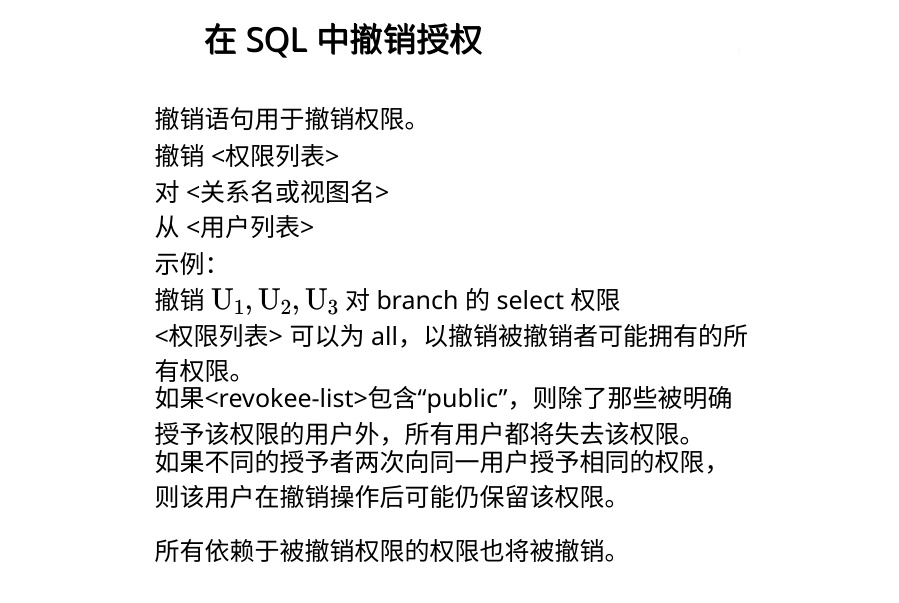 在 SQL 中撤销授权
撤销语句用于撤销权限。
撤销 <权限列表>
对 <关系名或视图名>
从 <用户列表>
示例：
撤销 U₁, U₂, U₃ 对 branch 的 select 权限
<权限列表> 可以为 all，以撤销被撤销者可能拥有的所
有权限。
如果<revokee-list>包含“public”，则除了那些被明确
授予该权限的用户外，所有用户都将失去该权限。
如果不同的授予者两次向同一用户授予相同的权限，
则该用户在撤销操作后可能仍保留该权限。
所有依赖于被撤销权限的权限也将被撤销。